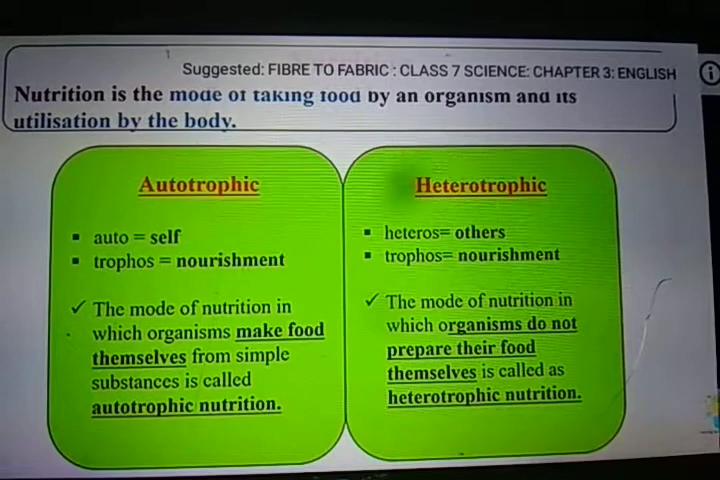 Suggested: FIBRE TO FABRIC : CLASS 7 SCIENCE: CHAPTER 3: ENGLISH
Nutrition is the mode of taking food by an organism and its
utilisation by the body.
Autotrophic
▪ auto = self
▪ trophos = nourishment
✓ The mode of nutrition in
which organisms make food
themselves from simple
substances is called
autotrophic nutrition.
Heterotrophic
▪ heteros= others
▪ trophos= nourishment
✓ The mode of nutrition in
which organisms do not
prepare their food
themselves is called as
heterotrophic nutrition.